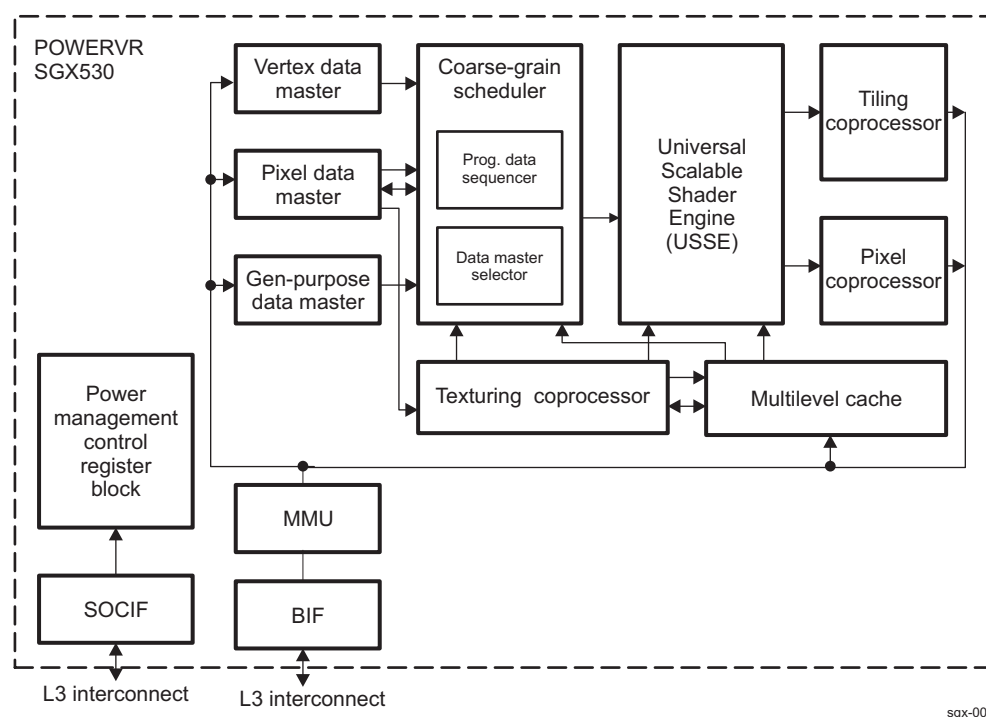 POWERVR
SGX530
Vertex data
master
Pixel data
master
Gen-purpose
data master
Coarse-grain
scheduler
Prog. data
sequencer
Data master
selector
Universal
Scalable
Shader
Engine
(USSE)
Tiling
coprocessor
Pixel
coprocessor
Texturing coprocessor
Multilevel cache
Power
management
control
register
block
MMU
SOCIF
BIF
L3 interconnect
L3 interconnect
sgx-00